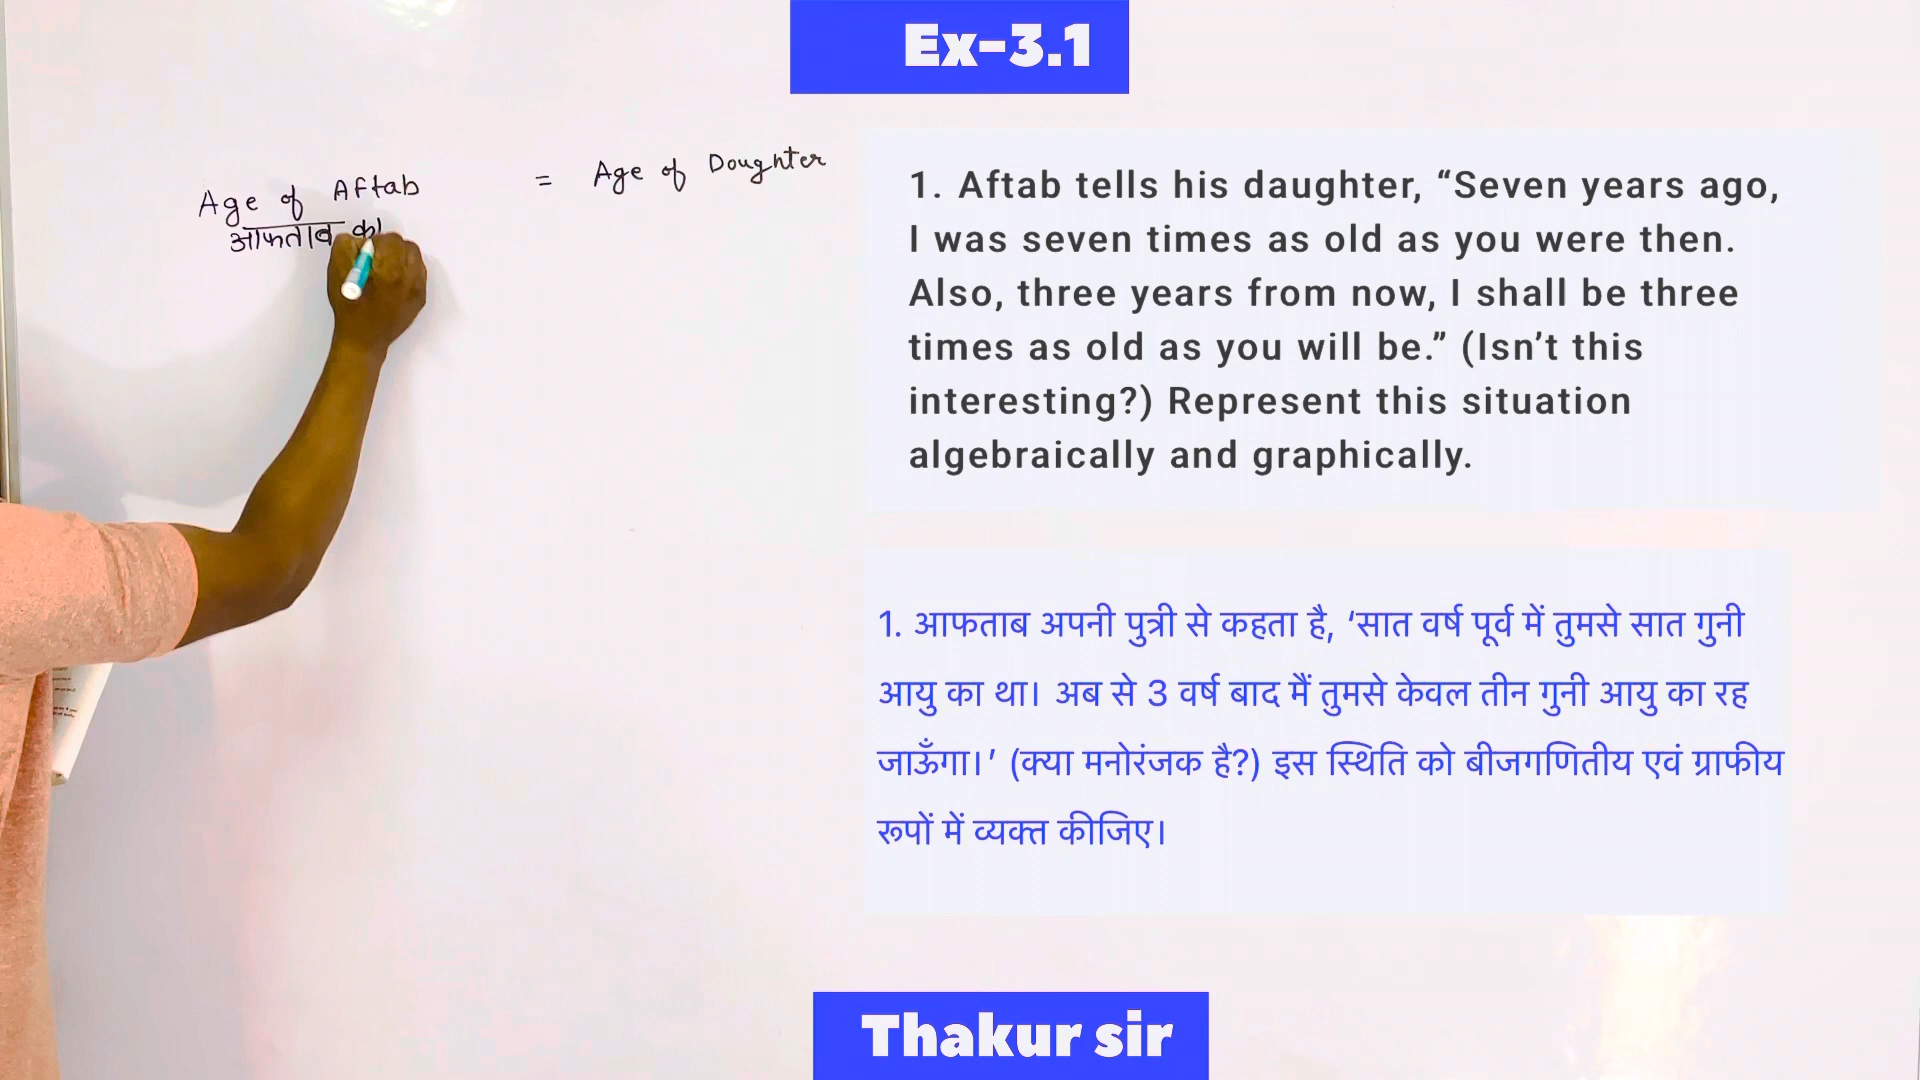 Ex-3.1
Age of Aftab = Age of Doughter
आफताब का
1. Aftab tells his daughter, “Seven years ago,
I was seven times as old as you were then.
Also, three years from now, I shall be three
times as old as you will be.” (Isn’t this
interesting?) Represent this situation
algebraically and graphically.
1. आफताब अपनी पुत्री से कहता है, ‘सात वर्ष पूर्व में तुमसे सात गुनी
आयु का था। अब से 3 वर्ष बाद मैं तुमसे केवल तीन गुनी आयु का रह
जाऊँगा।’ (क्या मनोरंजक है?) इस स्थिति को बीजगणितीय एवं ग्राफीय
रूपों में व्यक्त कीजिए।
Thakur sir